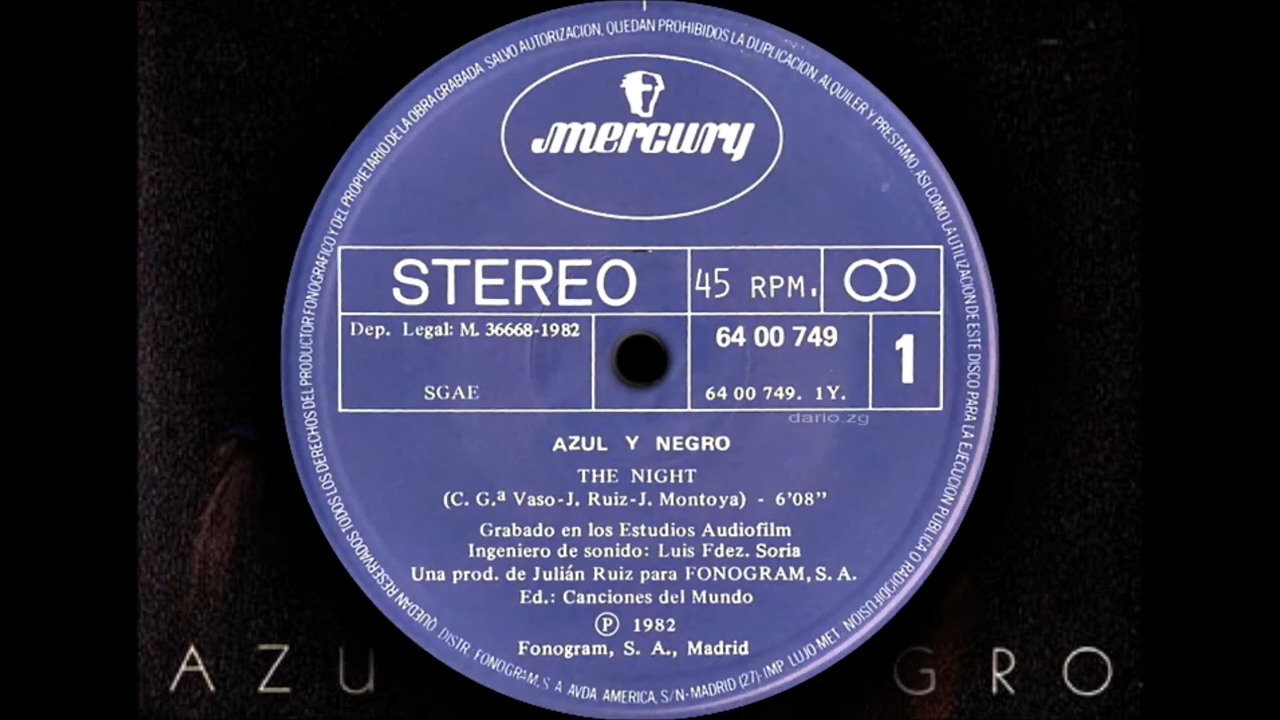 QUEDAN RESERVADOS TODOS LOS DERECHOS DEL PRODUCTOR FONOGRAFICO Y DEL PROPIETARIO DE LA OBRA GRABADA. SALVO AUTORIZACION, QUEDAN PROHIBIDOS LA DUPLICACION, ALQUILER Y PRESTAMO, ASI COMO LA UTILIZACION DE ESTE DISCO PARA LA EJECUCION PUBLICA O RADIODIFUSION
mercury
STEREO
45 RPM.
Dep. Legal: M. 36668-1982
64 00 749
1
SGAE
64 00 749. 1Y.
dario.zg
AZUL Y NEGRO
THE NIGHT
(C. G.ª Vaso-J. Ruiz-J. Montoya) - 6'08"
Grabado en los Estudios Audiofilm
Ingeniero de sonido: Luis Fdez. Soria
Una prod. de Julián Ruiz para FONOGRAM, S. A.
Ed.: Canciones del Mundo
Ⓟ 1982
Fonogram, S. A., Madrid
DISTR. FONOGRAM, S. A. AVDA. AMERICA, S/N-MADRID (27)-IMP. LUJO MET.
AZU GRO